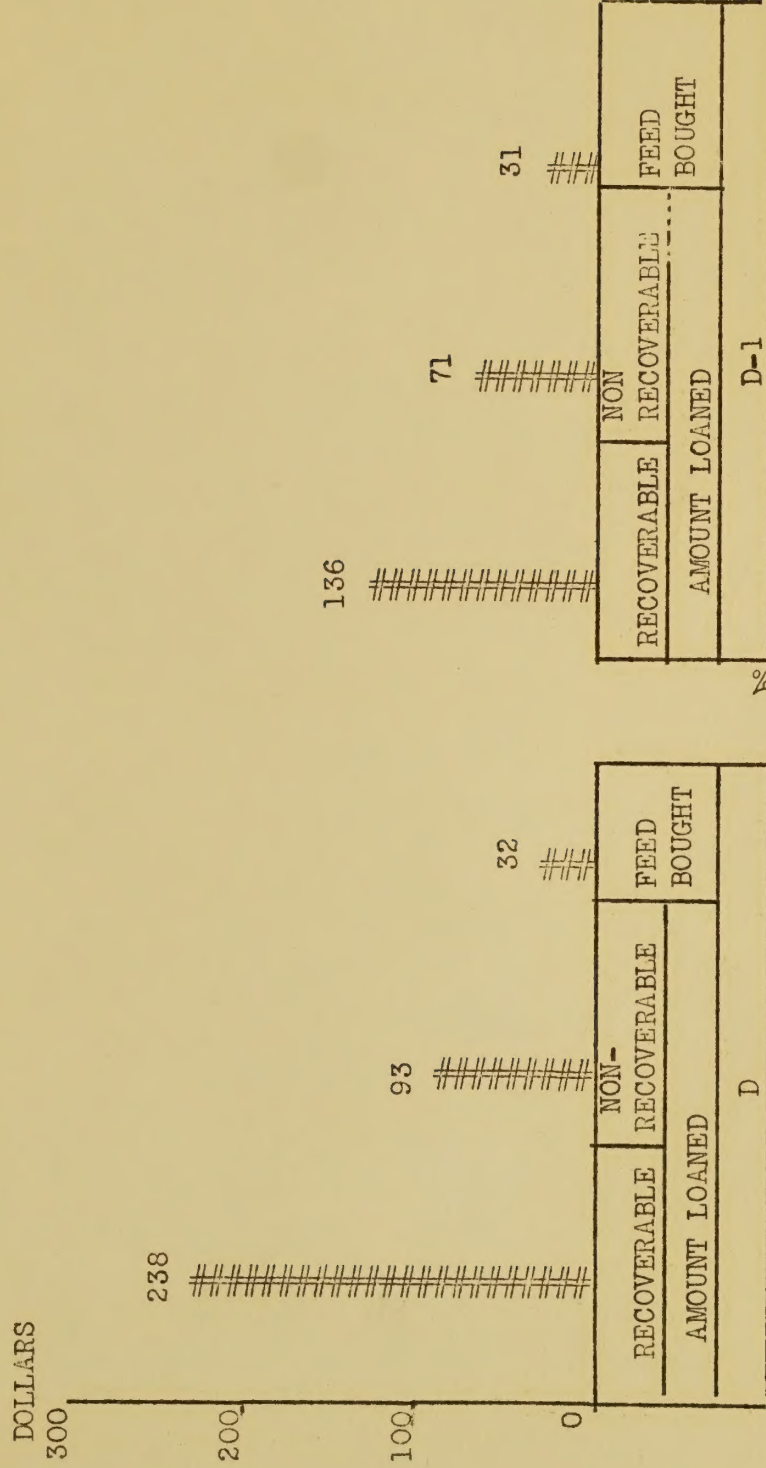 DOLLARS
300
200
100
0
238
93
32
136
71
31
RECOVERABLE
NON-
RECOVERABLE
FEED
BOUGHT
AMOUNT LOANED
D
RECOVERABLE
NON
RECOVERABLE
FEED
BOUGHT
AMOUNT LOANED
D-1
%